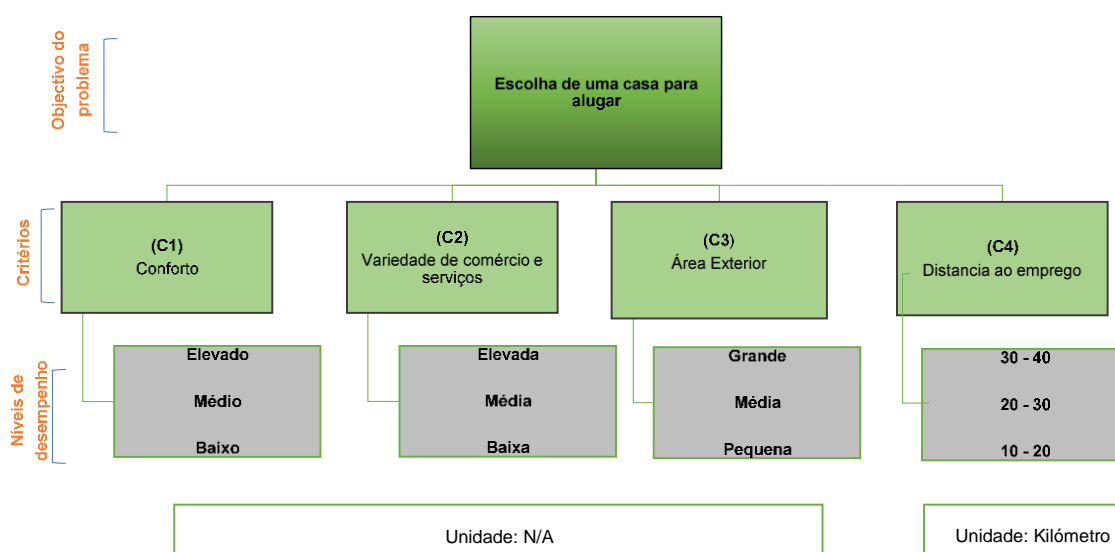 Objectivo do
problema
Escolha de uma casa para
alugar
Critérios
(C1)
Conforto
(C2)
Variedade de comércio e
serviços
(C3)
Área Exterior
(C4)
Distancia ao emprego
Níveis de
desempenho
Elevado
Médio
Baixo
Elevada
Média
Baixa
Grande
Média
Pequena
30 - 40
20 - 30
10 - 20
Unidade: N/A
Unidade: Kilómetro